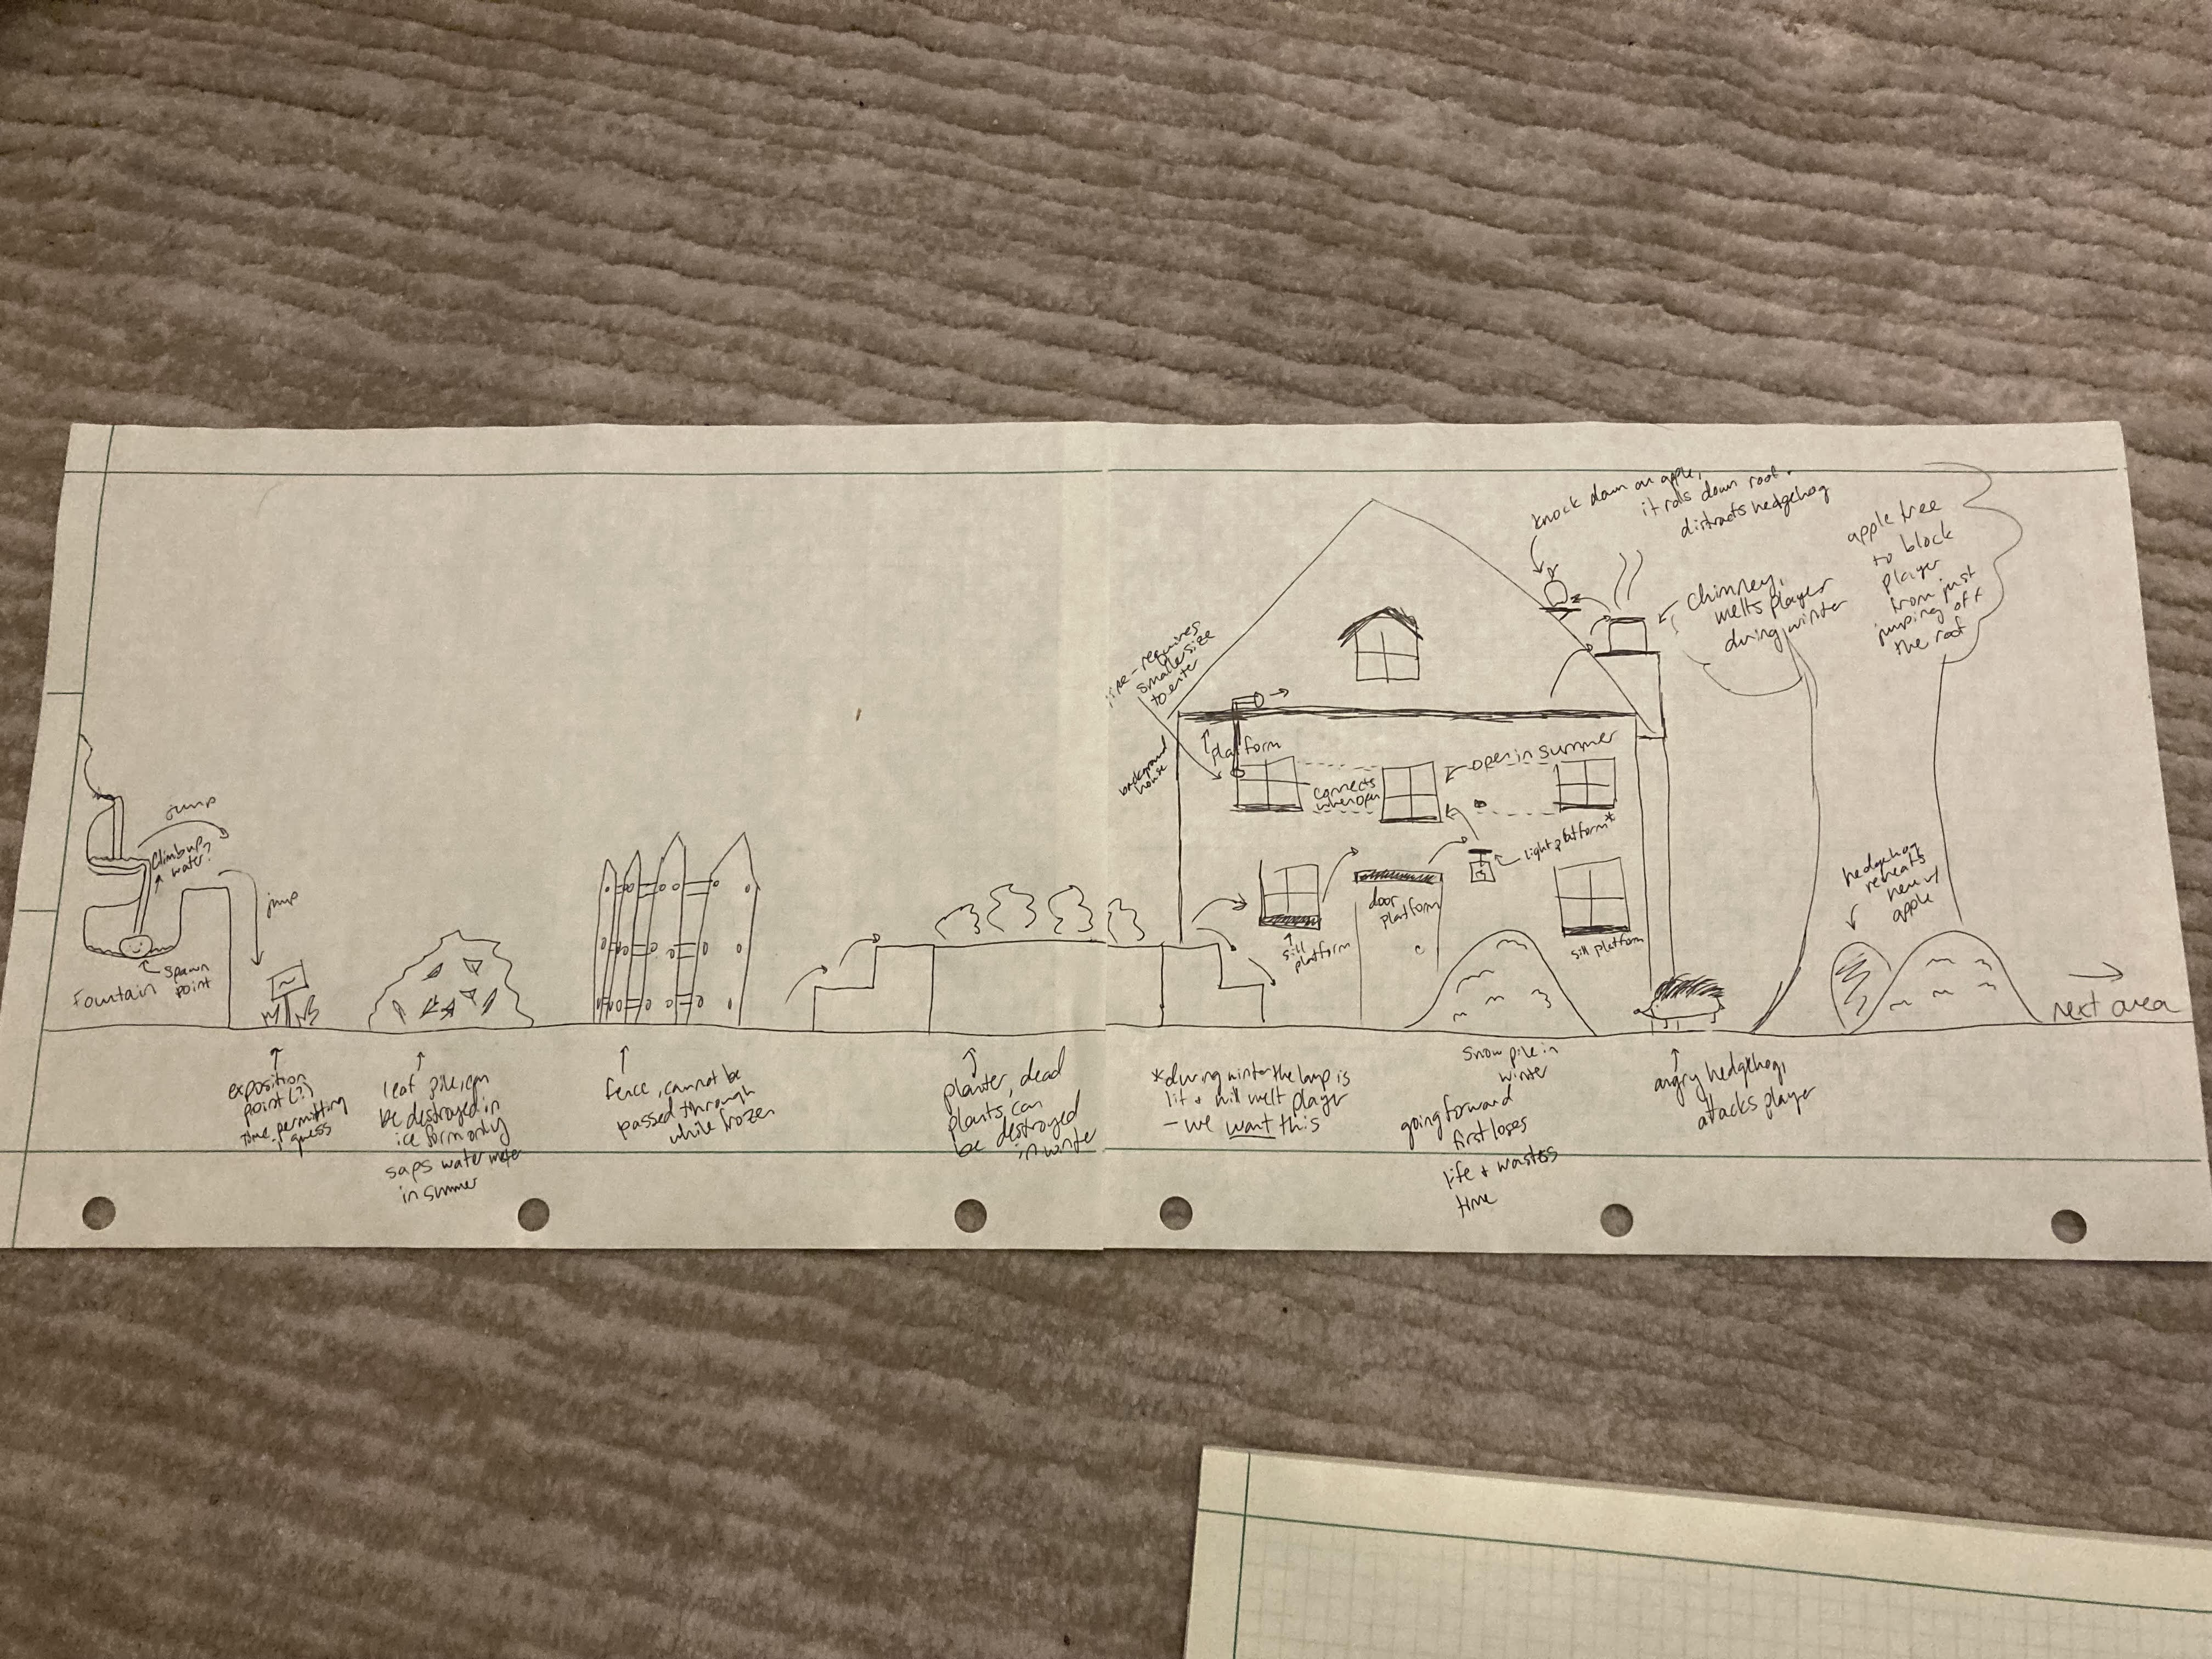 jump
climb up
water?
jump
spawn
point
fountain
exposition
point (?)
time permitting
guess
leaf pile, can
be destroyed in
ice form only
saps water meter
in summer
fence, cannot be
passed through
while frozen
planter, dead
plants can
be destroyed
in winter
requires
smaller size
to enter
background
house
platform
connects
when open
open in summer
light platform*
sill
platform
door
platform
sill platform
*during winter the lamp is
lit + will melt player
- we want this
snow pile in
winter
going forward
first loses
life + wastes
time
knock down an apple,
it rolls down roof.
distracts hedgehog
chimney,
melts player
during winter
apple tree
to block
player
from just
jumping off
the roof
angry hedgehog,
attacks player
hedgehog
retreats
here w/
apple
next area